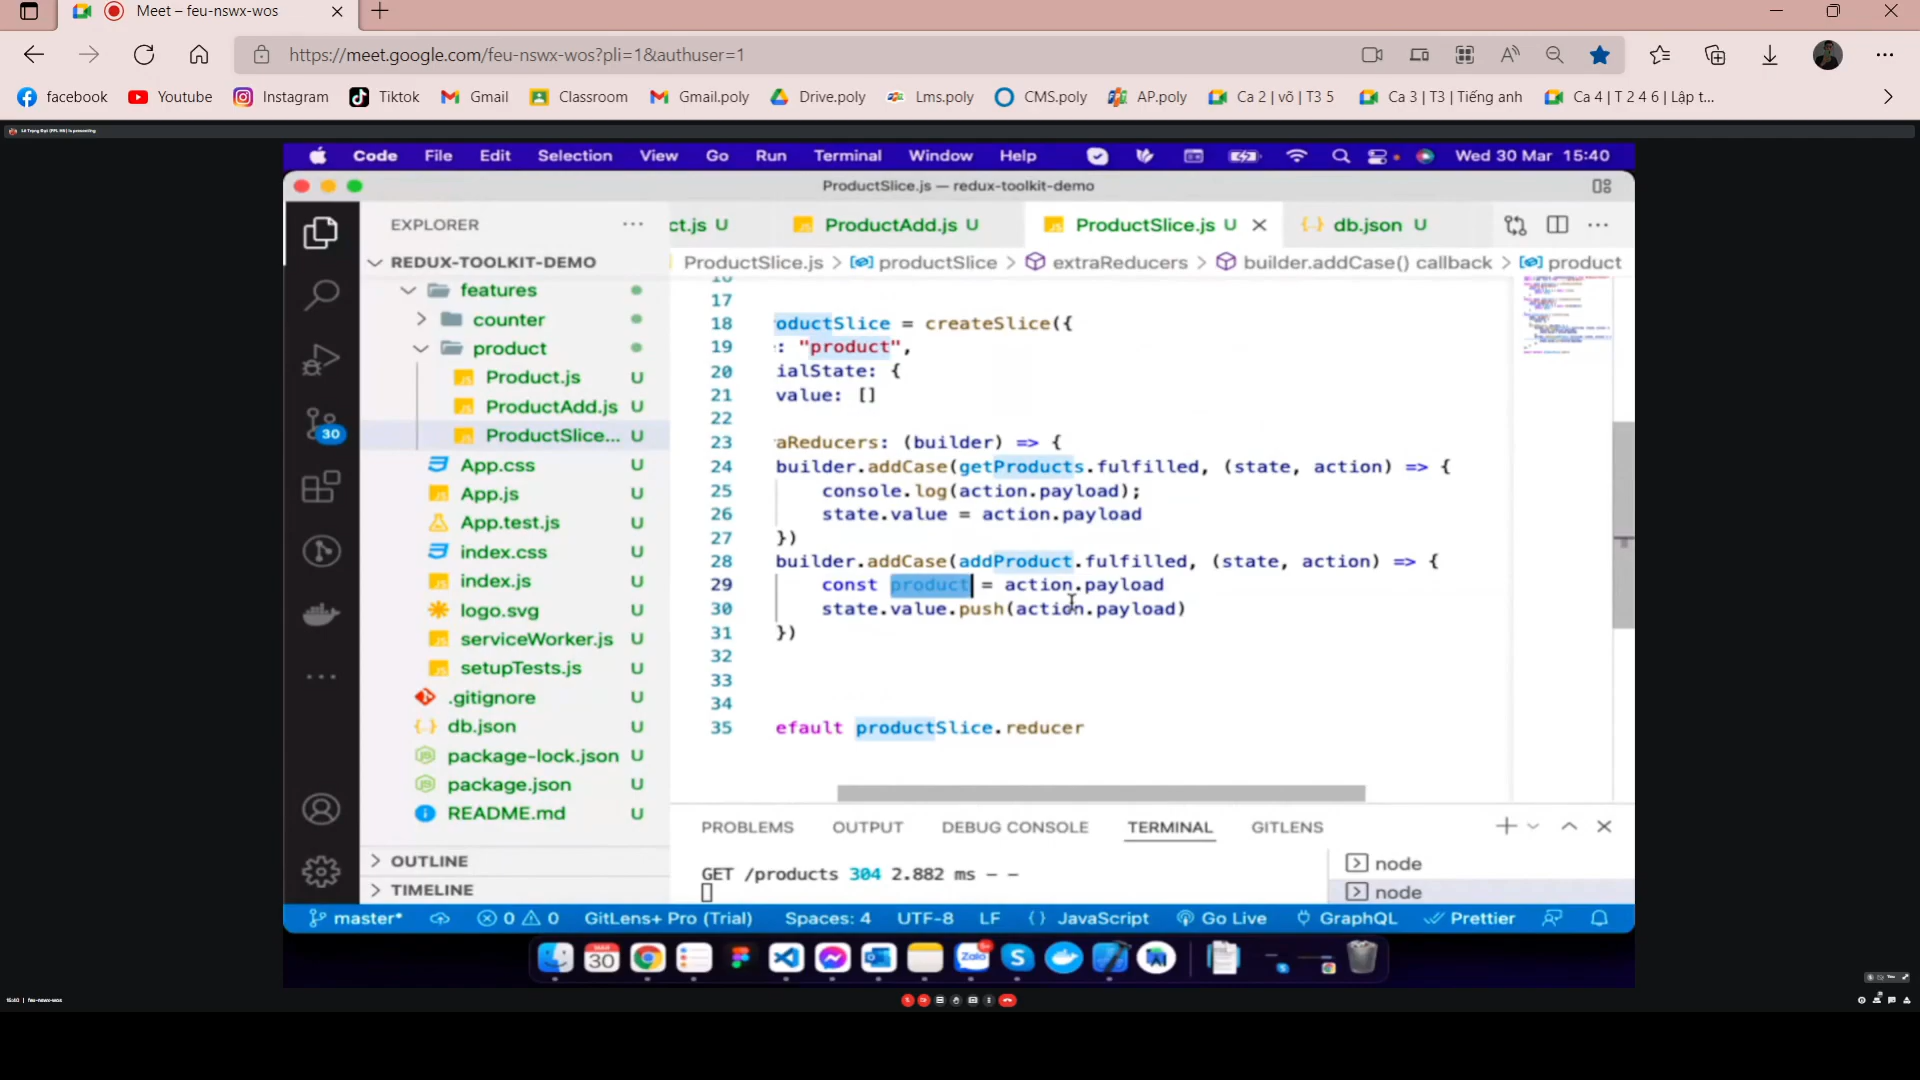 Meet – feu-nswx-wos
https://meet.google.com/feu-nswx-wos?pli=1&authuser=1
facebook Youtube Instagram Tiktok Gmail Classroom Gmail.poly Drive.poly Lms.poly CMS.poly AP.poly Ca 2 | võ | T3 5 Ca 3 | T3 | Tiếng anh Ca 4 | T 2 4 6 | Lập t...
Code File Edit Selection View Go Run Terminal Window Help Wed 30 Mar 15:40
ProductSlice.js — redux-toolkit-demo
EXPLORER ct.js U ProductAdd.js U ProductSlice.js U db.json U
REDUX-TOOLKIT-DEMO
ProductSlice.js > productSlice > extraReducers > builder.addCase() callback > product
features
counter
product
Product.js U
ProductAdd.js U
ProductSlice... U
App.css U
App.js U
App.test.js U
index.css U
index.js U
logo.svg U
serviceWorker.js U
setupTests.js U
.gitignore U
db.json U
package-lock.json U
package.json U
README.md U
OUTLINE
TIMELINE
30
17
18 oductSlice = createSlice({
19 : "product",
20 ialState: {
21 value: []
22
23 aReducers: (builder) => {
24 builder.addCase(getProducts.fulfilled, (state, action) => {
25 console.log(action.payload);
26 state.value = action.payload
27 })
28 builder.addCase(addProduct.fulfilled, (state, action) => {
29 const product = action.payload
30 state.value.push(action.payload)
31 })
32
33
34
35 efault productSlice.reducer
PROBLEMS OUTPUT DEBUG CONSOLE TERMINAL GITLENS
GET /products 304 2.882 ms - -
node
node
master* 0 0 GitLens+ Pro (Trial) Spaces: 4 UTF-8 LF {} JavaScript Go Live GraphQL Prettier
MAR
30
Zalo
15:40 | feu-nswx-wos